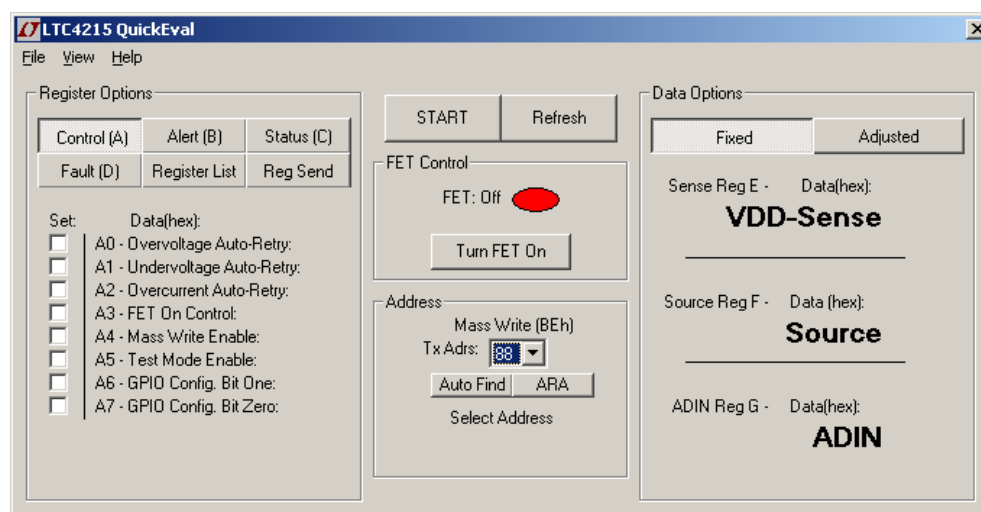 LTC4215 QuickEval
File View Help
Register Options
Control (A) Alert (B) Status (C)
Fault (D) Register List Reg Send
Set: Data(hex):
A0 - Overvoltage Auto-Retry:
A1 - Undervoltage Auto-Retry:
A2 - Overcurrent Auto-Retry:
A3 - FET On Control:
A4 - Mass Write Enable:
A5 - Test Mode Enable:
A6 - GPIO Config. Bit One:
A7 - GPIO Config. Bit Zero:
START Refresh
FET Control
FET: Off
Turn FET On
Address
Mass Write (BEh)
Tx Adrs: 88
Auto Find ARA
Select Address
Data Options
Fixed Adjusted
Sense Reg E - Data(hex):
VDD-Sense
Source Reg F - Data (hex):
Source
ADIN Reg G - Data(hex):
ADIN